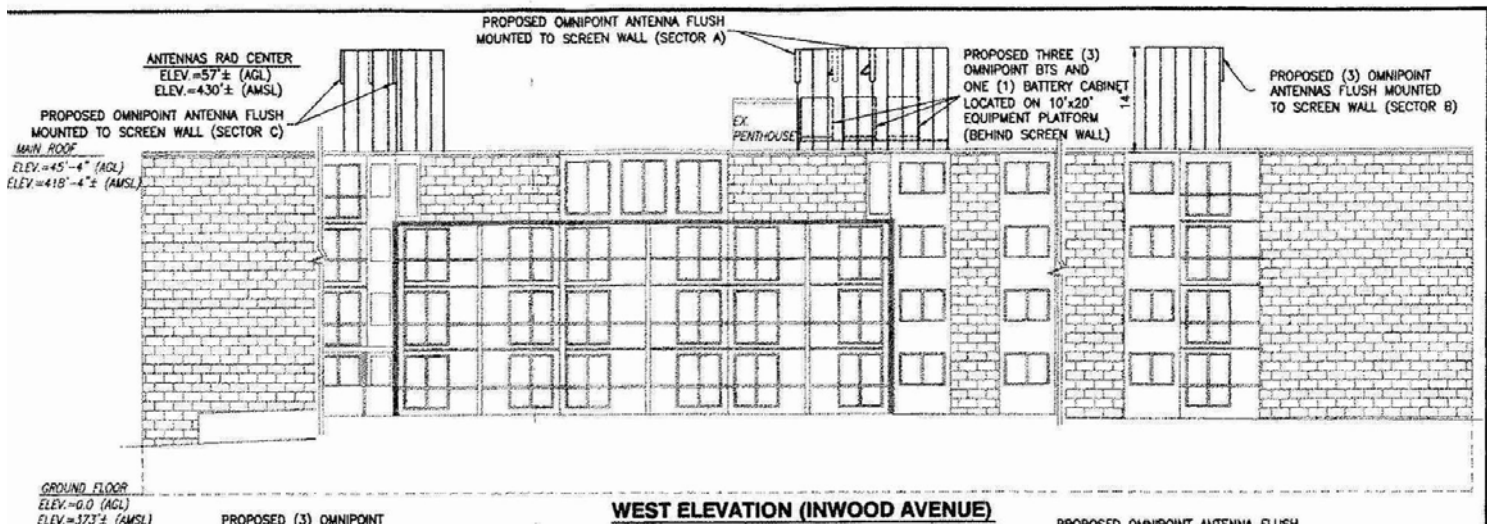 PROPOSED OMNIPOINT ANTENNA FLUSH
MOUNTED TO SCREEN WALL (SECTOR A)
ANTENNAS RAD CENTER
ELEV.=57'± (AGL)
ELEV.=430'± (AMSL)
PROPOSED OMNIPOINT ANTENNA FLUSH
MOUNTED TO SCREEN WALL (SECTOR C)
MAIN ROOF
ELEV.=45'-4" (AGL)
ELEV.=418'-4"± (AMSL)
EX.
PENTHOUSE
PROPOSED THREE (3)
OMNIPOINT BTS AND
ONE (1) BATTERY CABINET
LOCATED ON 10'x20'
EQUIPMENT PLATFORM
(BEHIND SCREEN WALL)
14'
PROPOSED (3) OMNIPOINT
ANTENNAS FLUSH MOUNTED
TO SCREEN WALL (SECTOR B)
GROUND FLOOR
ELEV.=0.0 (AGL)
ELEV.=373'± (AMSL)
PROPOSED (3) OMNIPOINT
WEST ELEVATION (INWOOD AVENUE)
PROPOSED OMNIPOINT ANTENNA FLUSH